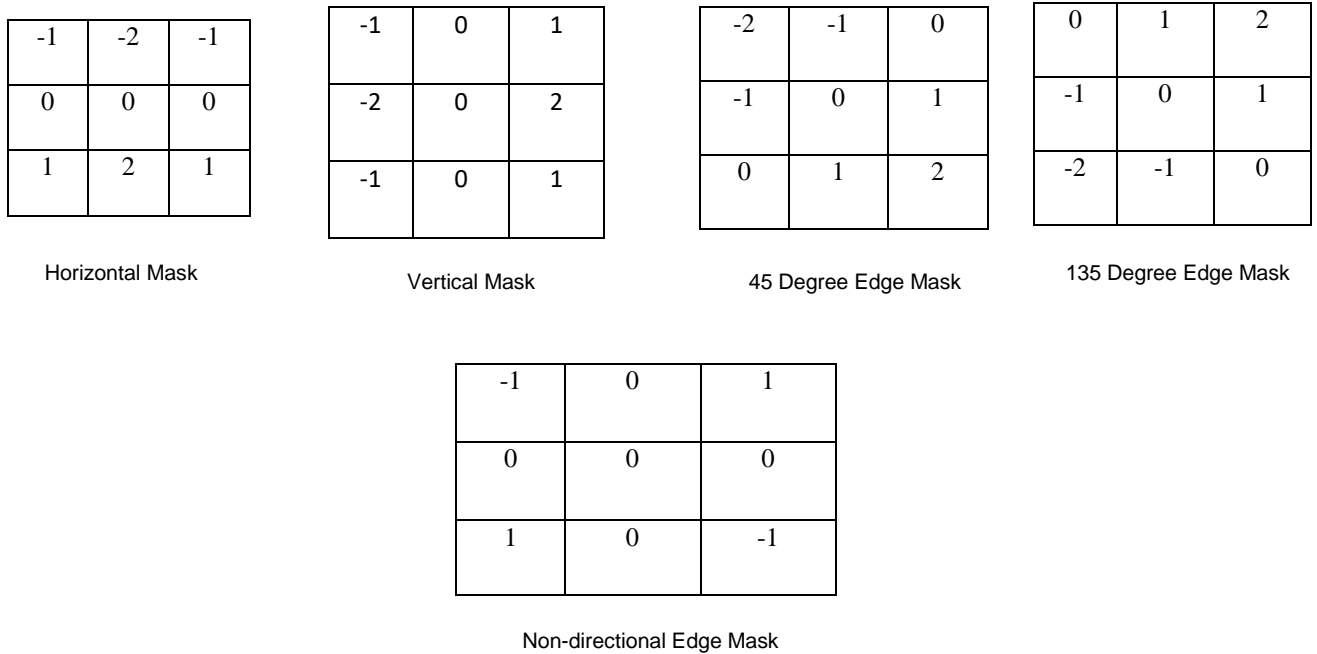 -1 -2 -1
0 0 0
1 2 1
Horizontal Mask
-1 0 1
-2 0 2
-1 0 1
Vertical Mask
-2 -1 0
-1 0 1
0 1 2
45 Degree Edge Mask
0 1 2
-1 0 1
-2 -1 0
135 Degree Edge Mask
-1 0 1
0 0 0
1 0 -1
Non-directional Edge Mask